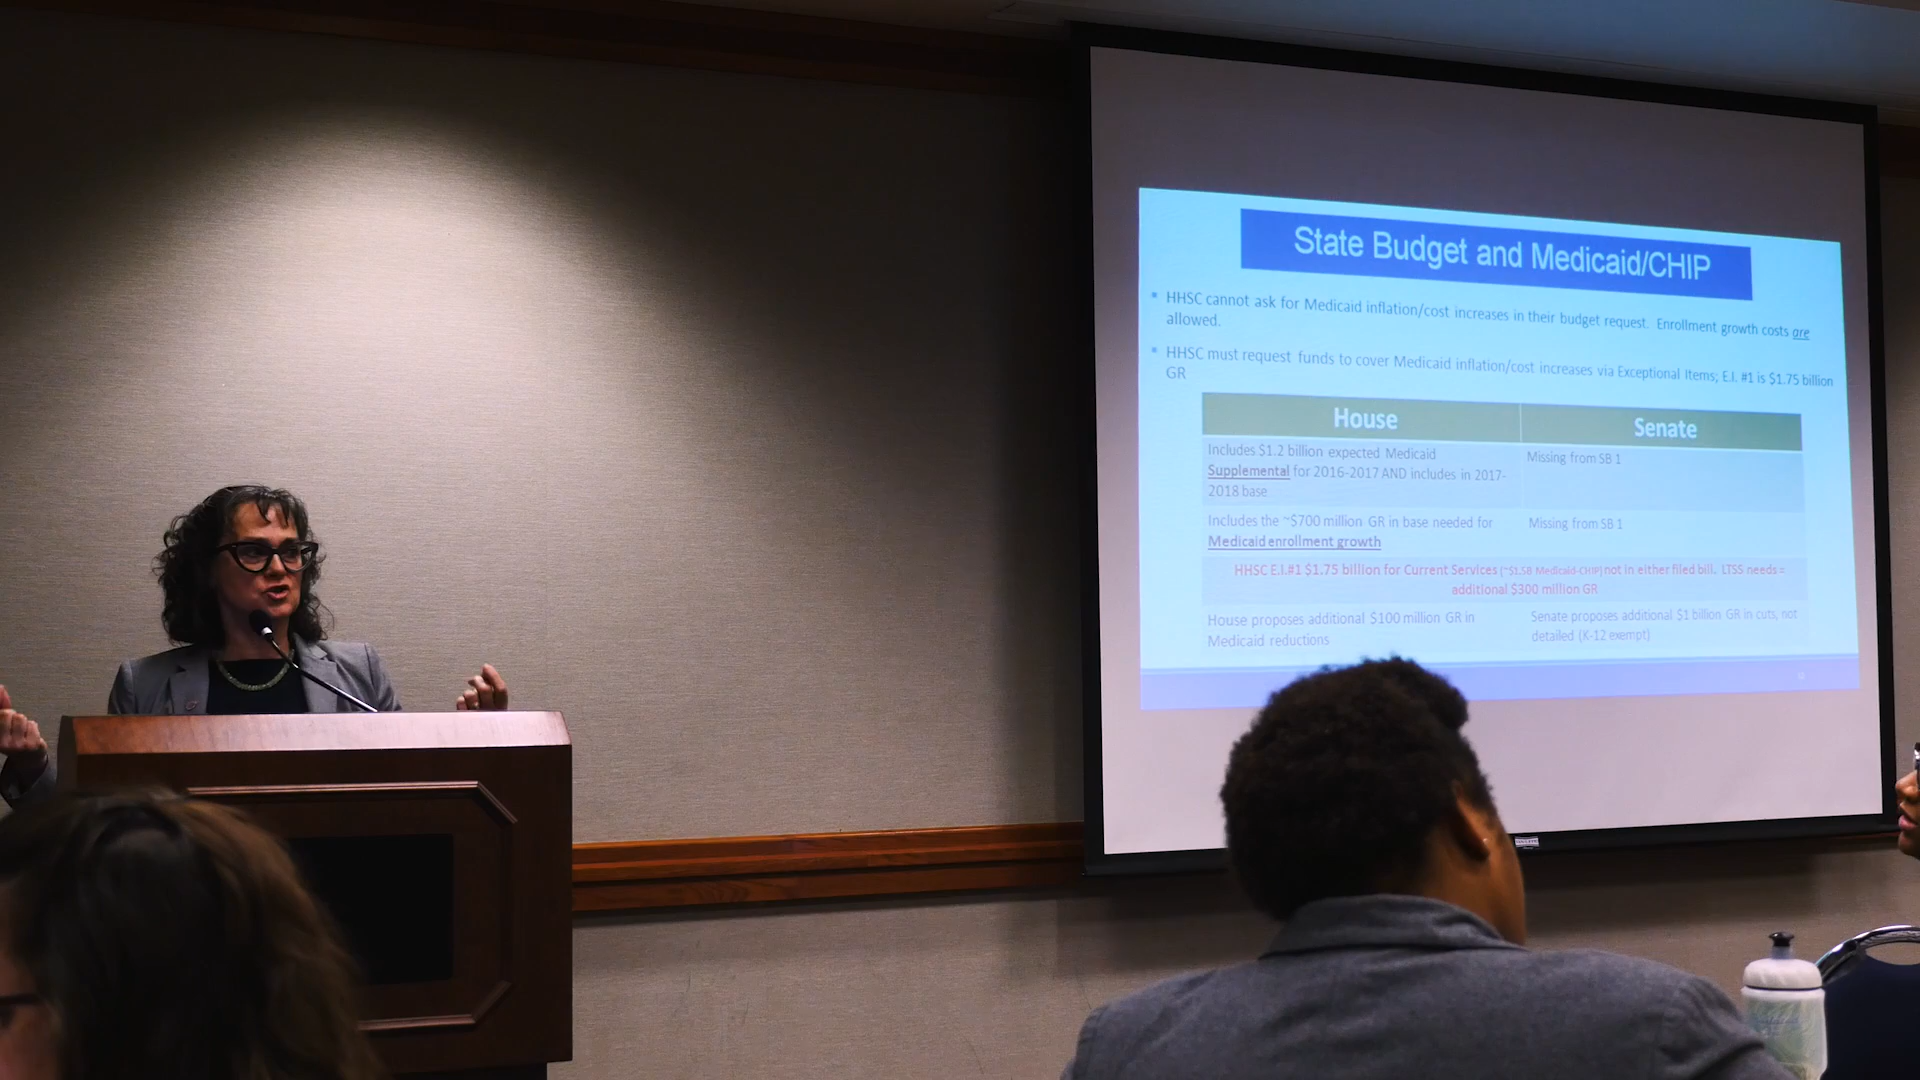 State Budget and Medicaid/CHIP
HHSC cannot ask for Medicaid inflation/cost increases in their budget request. Enrollment growth costs are
allowed.
HHSC must request funds to cover Medicaid inflation/cost increases via Exceptional Items; E.I. #1 is $1.75 billion
GR
House
Senate
Includes $1.2 billion expected Medicaid
Supplemental for 2016-2017 AND includes in 2017-
2018 base
Missing from SB 1
Includes the ~$700 million GR in base needed for
Medicaid enrollment growth
Missing from SB 1
HHSC E.I.#1 $1.75 billion for Current Services (~$1.5B Medicaid-CHIP) not in either filed bill. LTSS needs =
additional $300 million GR
House proposes additional $100 million GR in
Medicaid reductions
Senate proposes additional $1 billion GR in cuts, not
detailed (K-12 exempt)